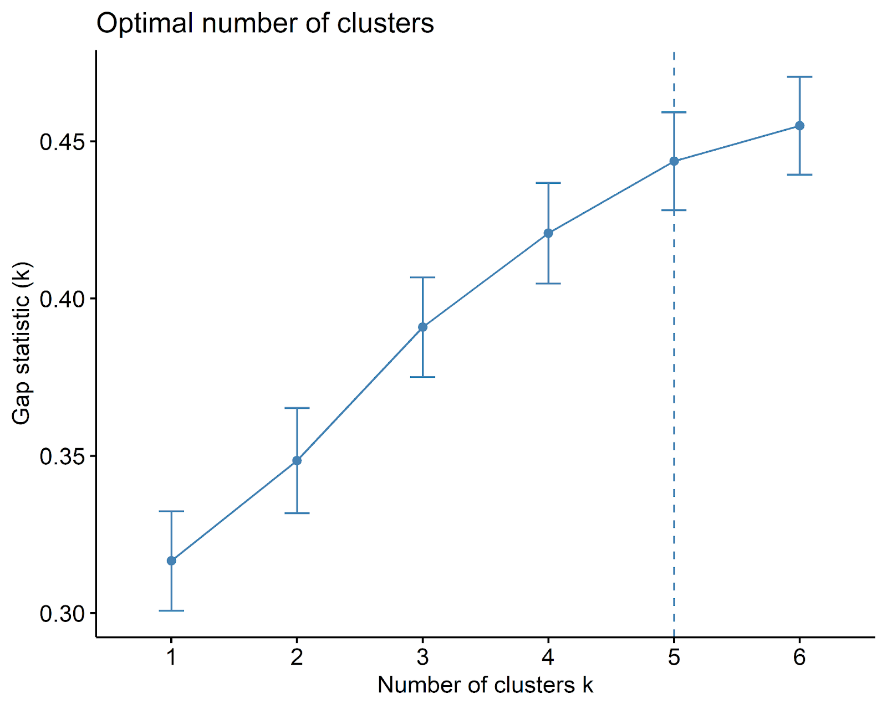 Optimal number of clusters
Gap statistic (k)
0.45
0.40
0.35
0.30
1 2 3 4 5 6
Number of clusters k